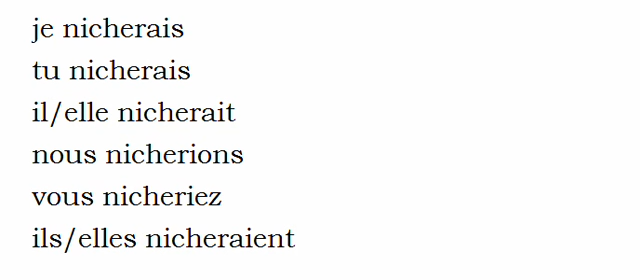 je nicherais
tu nicherais
il/elle nicherait
nous nicherions
vous nicheriez
ils/elles nicheraient